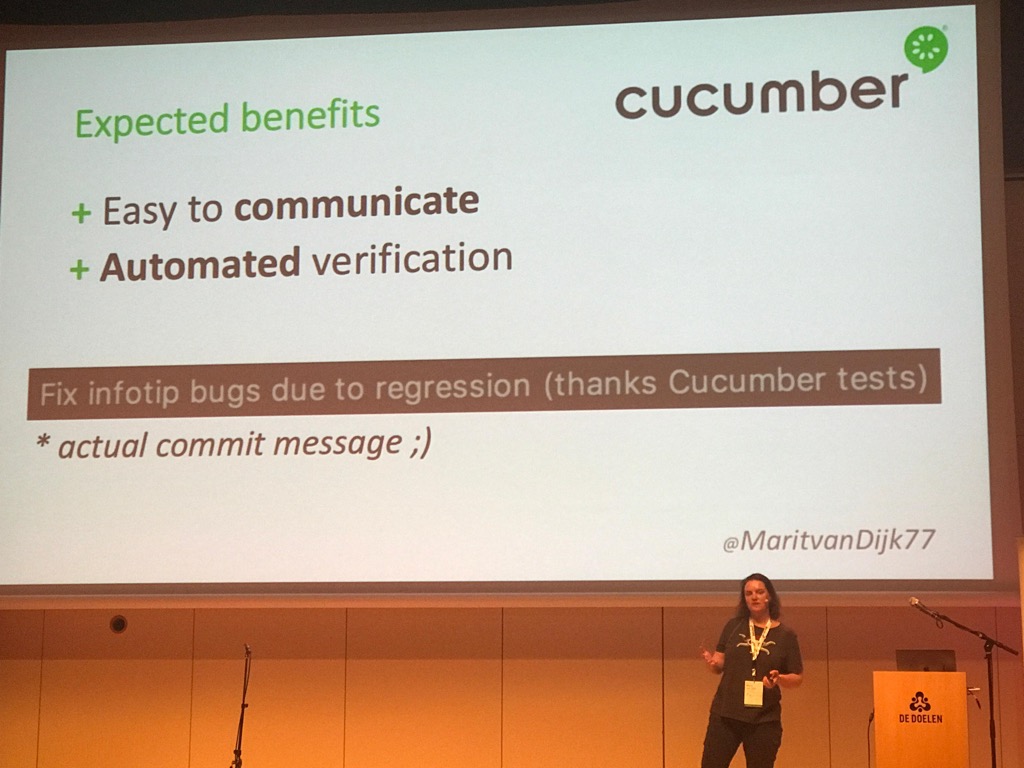 cucumber
Expected benefits
+ Easy to communicate
+ Automated verification
Fix infotip bugs due to regression (thanks Cucumber tests)
* actual commit message ;)
@MaritvanDijk77
DE DOELEN